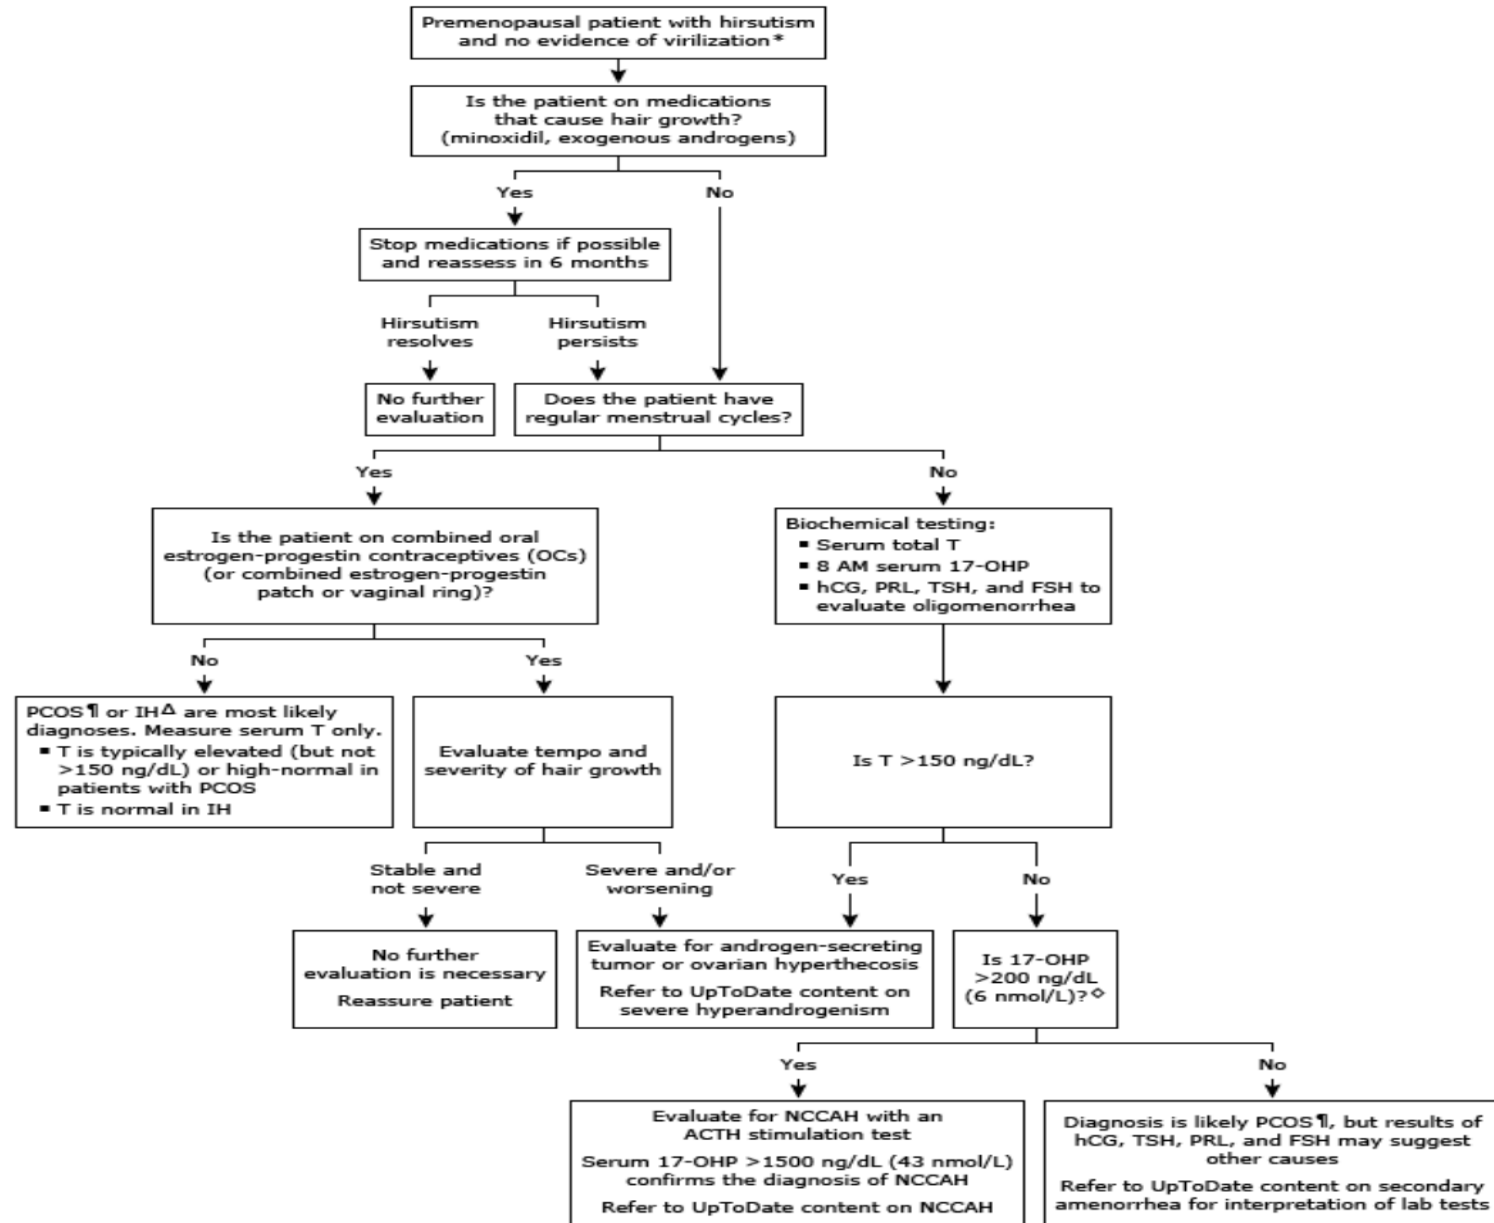 Premenopausal patient with hirsutism
and no evidence of virilization*
Is the patient on medications
that cause hair growth?
(minoxidil, exogenous androgens)
Yes
No
Stop medications if possible
and reassess in 6 months
Hirsutism
resolves
Hirsutism
persists
No further
evaluation
Does the patient have
regular menstrual cycles?
Yes
No
Is the patient on combined oral
estrogen-progestin contraceptives (OCs)
(or combined estrogen-progestin
patch or vaginal ring)?
Biochemical testing:
▪ Serum total T
▪ 8 AM serum 17-OHP
▪ hCG, PRL, TSH, and FSH to
evaluate oligomenorrhea
No
Yes
PCOS¶ or IHΔ are most likely
diagnoses. Measure serum T only.
▪ T is typically elevated (but not
>150 ng/dL) or high-normal in
patients with PCOS
▪ T is normal in IH
Evaluate tempo and
severity of hair growth
Is T >150 ng/dL?
Stable and
not severe
Severe and/or
worsening
Yes
No
No further
evaluation is necessary
Reassure patient
Evaluate for androgen-secreting
tumor or ovarian hyperthecosis
Refer to UpToDate content on
severe hyperandrogenism
Is 17-OHP
>200 ng/dL
(6 nmol/L)?◊
Yes
No
Evaluate for NCCAH with an
ACTH stimulation test
Serum 17-OHP >1500 ng/dL (43 nmol/L)
confirms the diagnosis of NCCAH
Refer to UpToDate content on NCCAH
Diagnosis is likely PCOS¶, but results of
hCG, TSH, PRL, and FSH may suggest
other causes
Refer to UpToDate content on secondary
amenorrhea for interpretation of lab tests